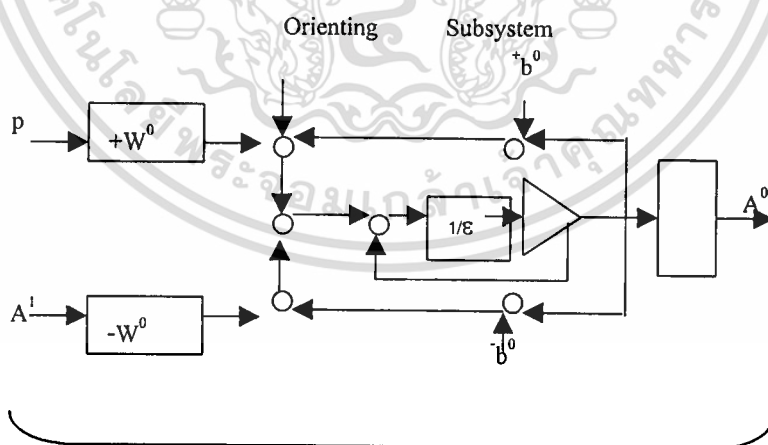 Orienting Subsystem
+b⁰
p
+W⁰
A⁰
1/ε
A¹
-W⁰
-b⁰